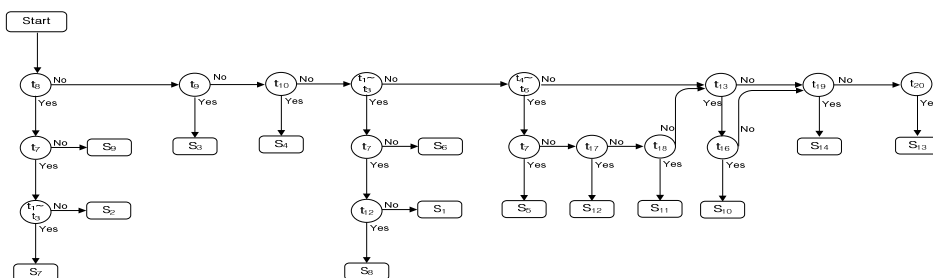 Start
t8 No t9 No t10 No t1~ t3 No t4~ t6 No t13 No t19 No t20
Yes Yes Yes Yes Yes Yes Yes Yes
t7 No S9 S3 S4 t7 No S6 t7 No t17 No t18 No t16 No S14 S13
Yes Yes Yes Yes Yes Yes
t1~ t3 No S2 t12 No S1 S5 S12 S11 S10
Yes Yes
S7 S8